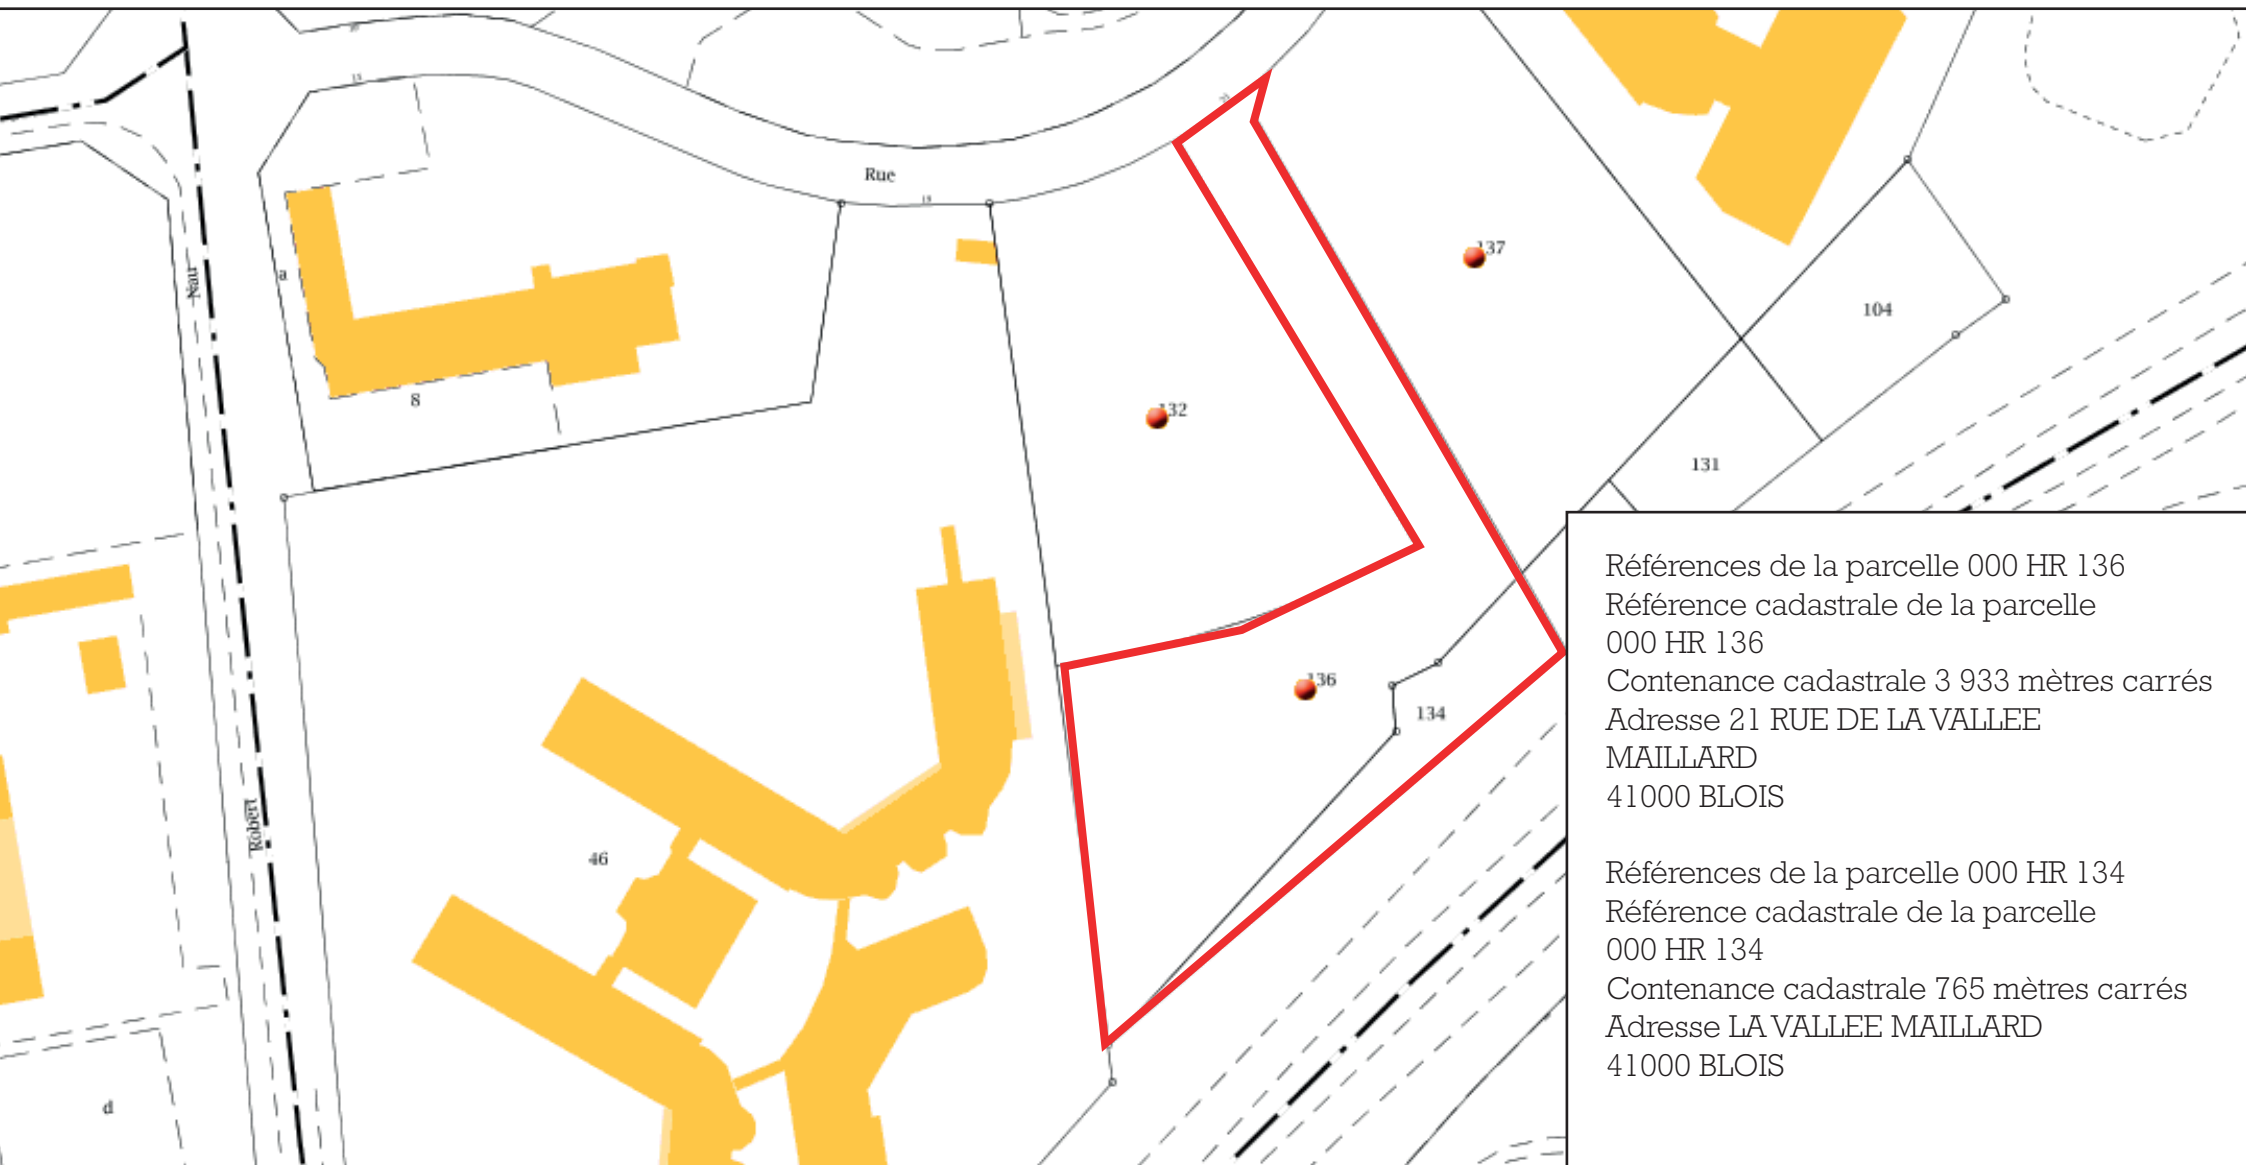 Rue
19
15
a
Nau
137
132
104
8
131
136
134
Robert
46
d
Références de la parcelle 000 HR 136
Référence cadastrale de la parcelle
000 HR 136
Contenance cadastrale 3 933 mètres carrés
Adresse 21 RUE DE LA VALLEE
MAILLARD
41000 BLOIS
Références de la parcelle 000 HR 134
Référence cadastrale de la parcelle
000 HR 134
Contenance cadastrale 765 mètres carrés
Adresse LA VALLEE MAILLARD
41000 BLOIS